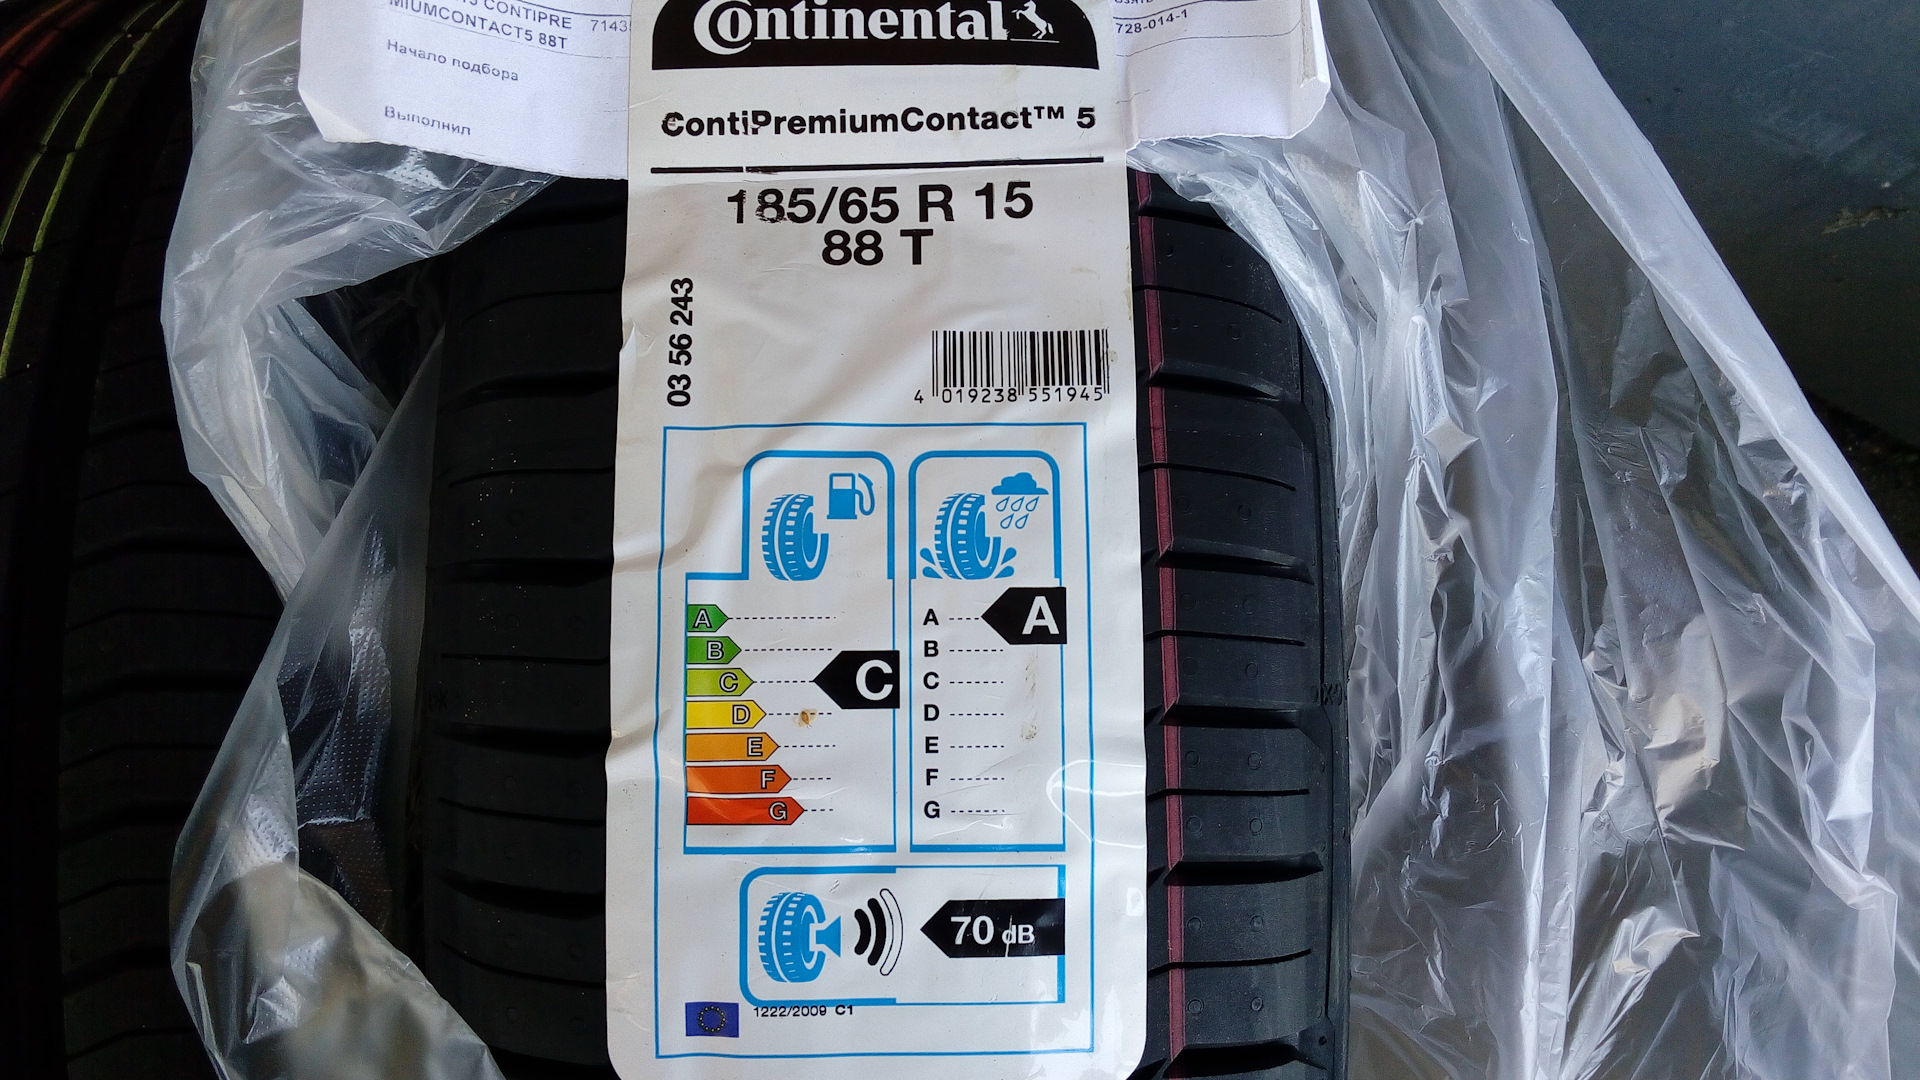 CONTIPRE
MIUMCONTACT5 88T
7143
728-014-1
Начало подбора
Выполнил
Continental
ContiPremiumContact™ 5
185/65 R 15
88 T
03 56 243
4 019238 551945
A
B
C
D
E
F
G
C
A
B
C
D
E
F
G
A
70 dB
1222/2009 C1